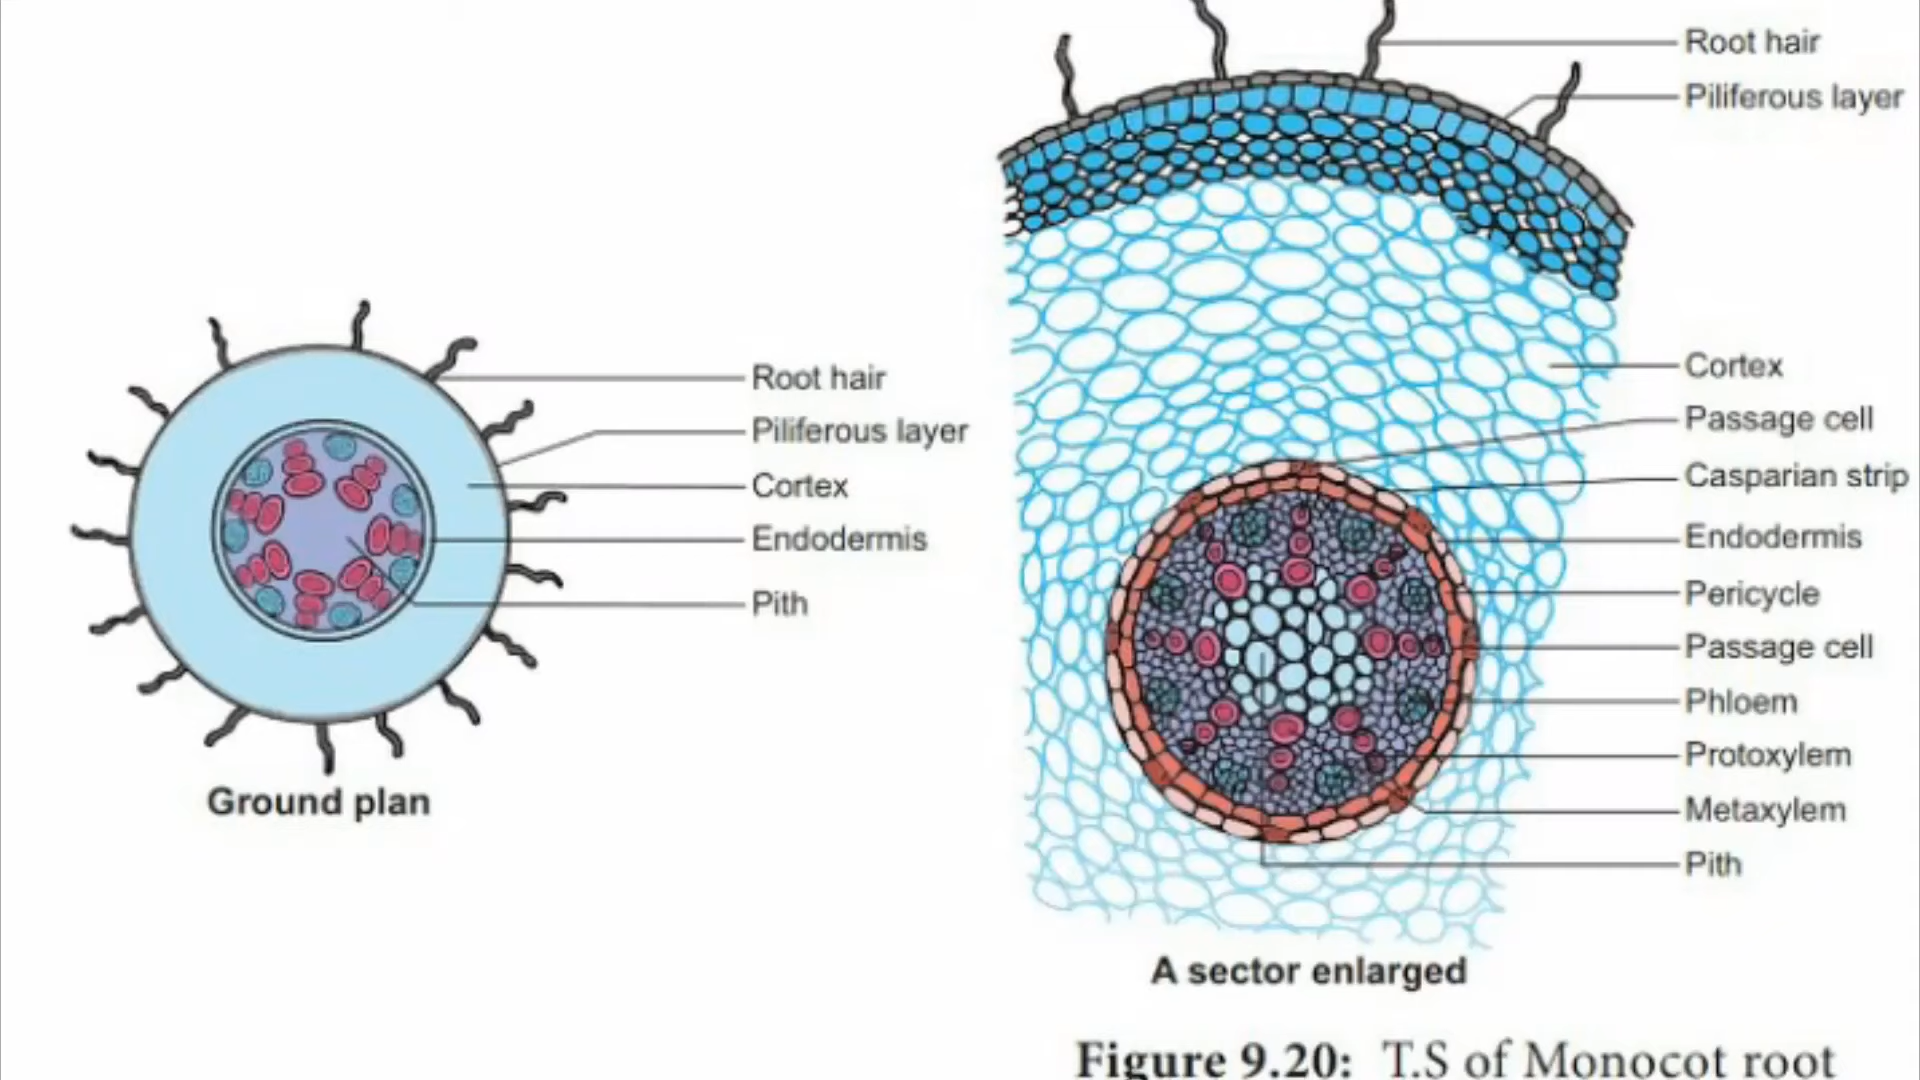 Root hair
Piliferous layer
Cortex
Endodermis
Pith
Ground plan
Root hair
Piliferous layer
Cortex
Passage cell
Casparian strip
Endodermis
Pericycle
Passage cell
Phloem
Protoxylem
Metaxylem
Pith
A sector enlarged
Figure 9.20: T.S of Monocot root